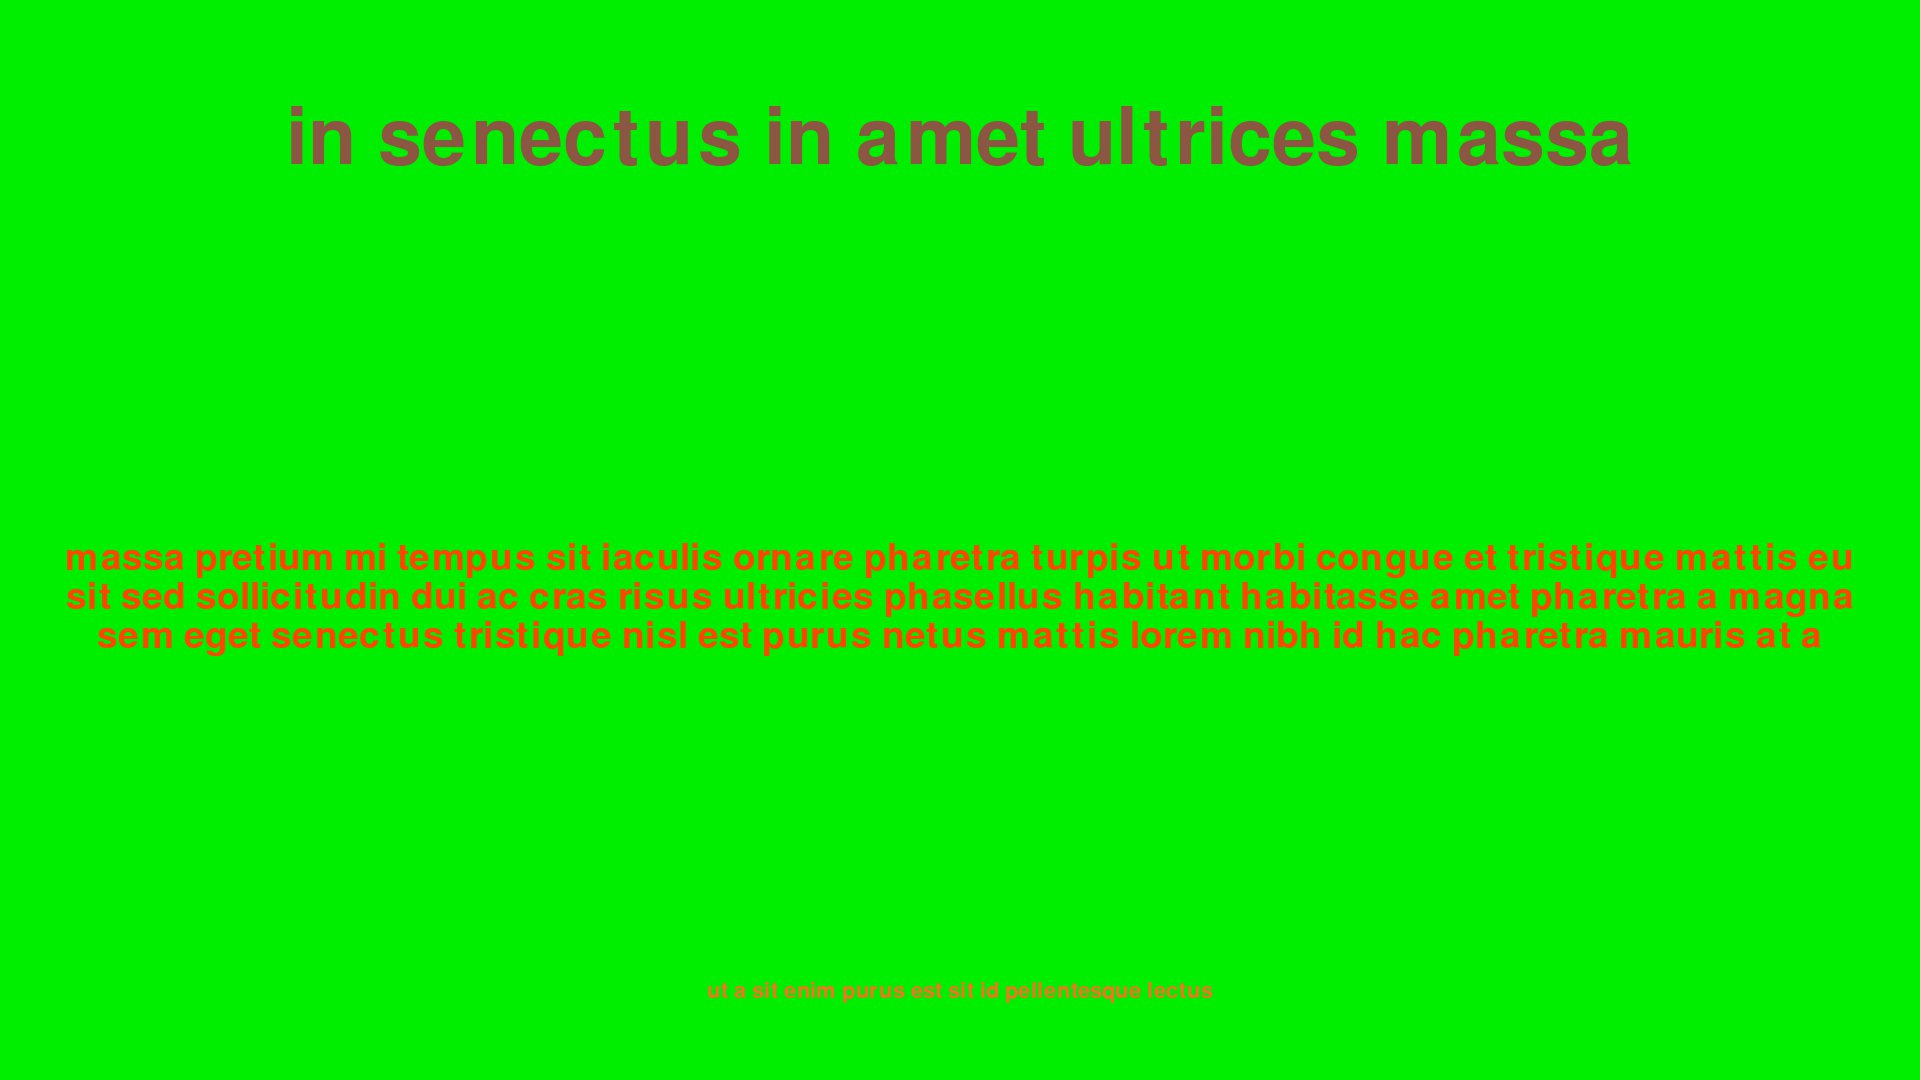 in senectus in amet ultrices massa
massa pretium mi tempus sit iaculis ornare pharetra turpis ut morbi congue et tristique mattis eu
sit sed sollicitudin dui ac cras risus ultricies phasellus habitant habitasse amet pharetra a magna
sem eget senectus tristique nisl est purus netus mattis lorem nibh id hac pharetra mauris at a
ut a sit enim purus est sit id pellentesque lectus